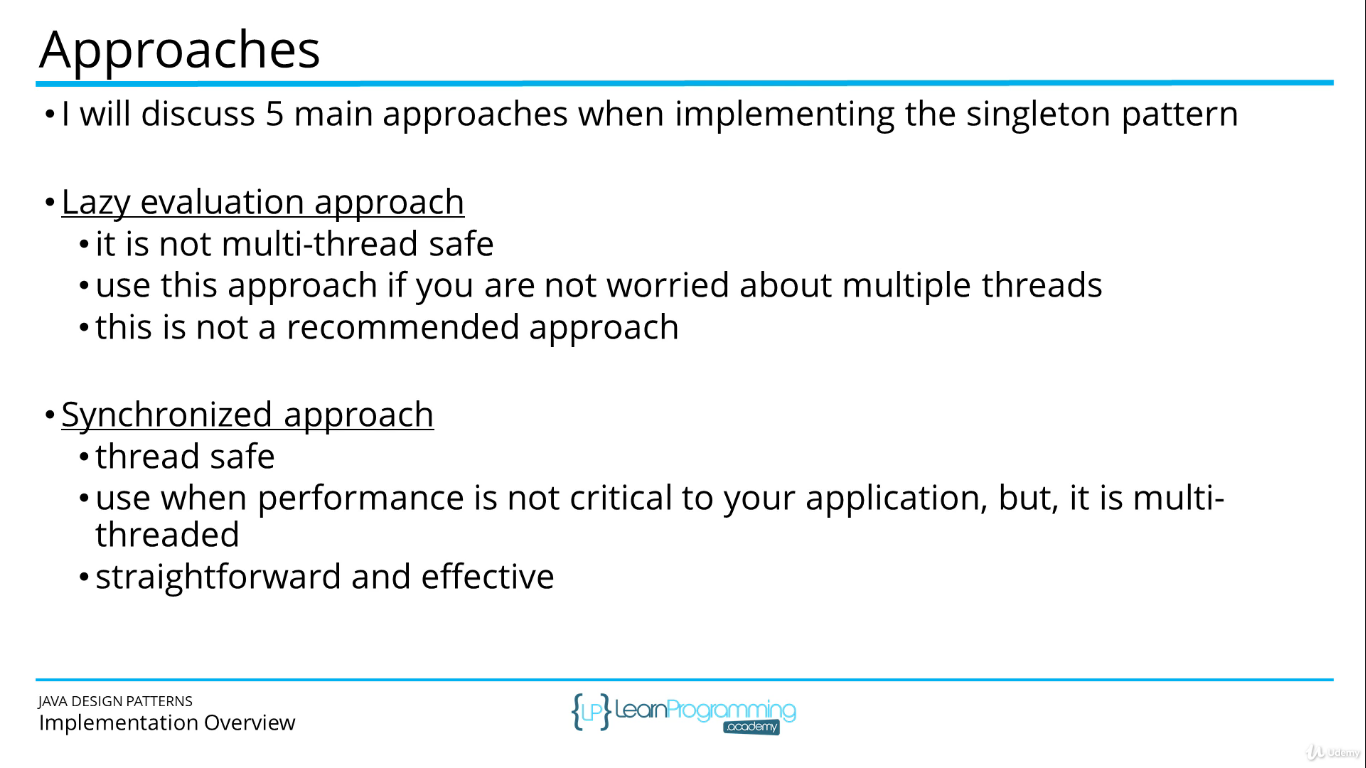 Approaches
•I will discuss 5 main approaches when implementing the singleton pattern
•Lazy evaluation approach
•it is not multi-thread safe
•use this approach if you are not worried about multiple threads
•this is not a recommended approach
•Synchronized approach
•thread safe
•use when performance is not critical to your application, but, it is multi-
threaded
•straightforward and effective
JAVA DESIGN PATTERNS
Implementation Overview
{LP} LearnProgramming
.academy
Udemy